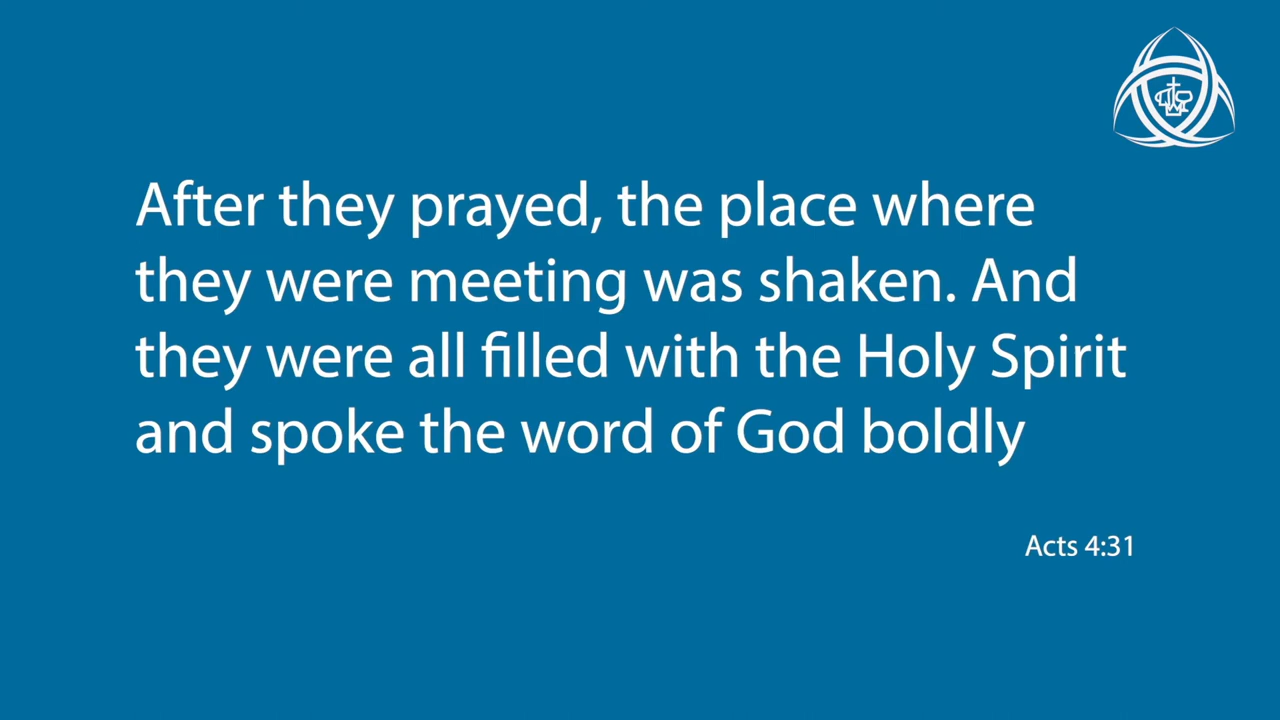 After they prayed, the place where
they were meeting was shaken. And
they were all filled with the Holy Spirit
and spoke the word of God boldly
Acts 4:31